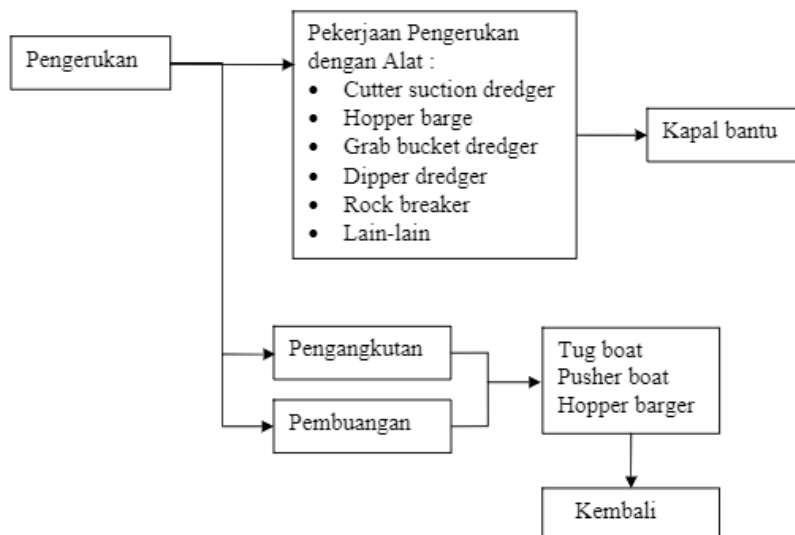 Pengerukan
Pekerjaan Pengerukan
dengan Alat :
• Cutter suction dredger
• Hopper barge
• Grab bucket dredger
• Dipper dredger
• Rock breaker
• Lain-lain
Kapal bantu
Pengangkutan
Pembuangan
Tug boat
Pusher boat
Hopper barger
Kembali